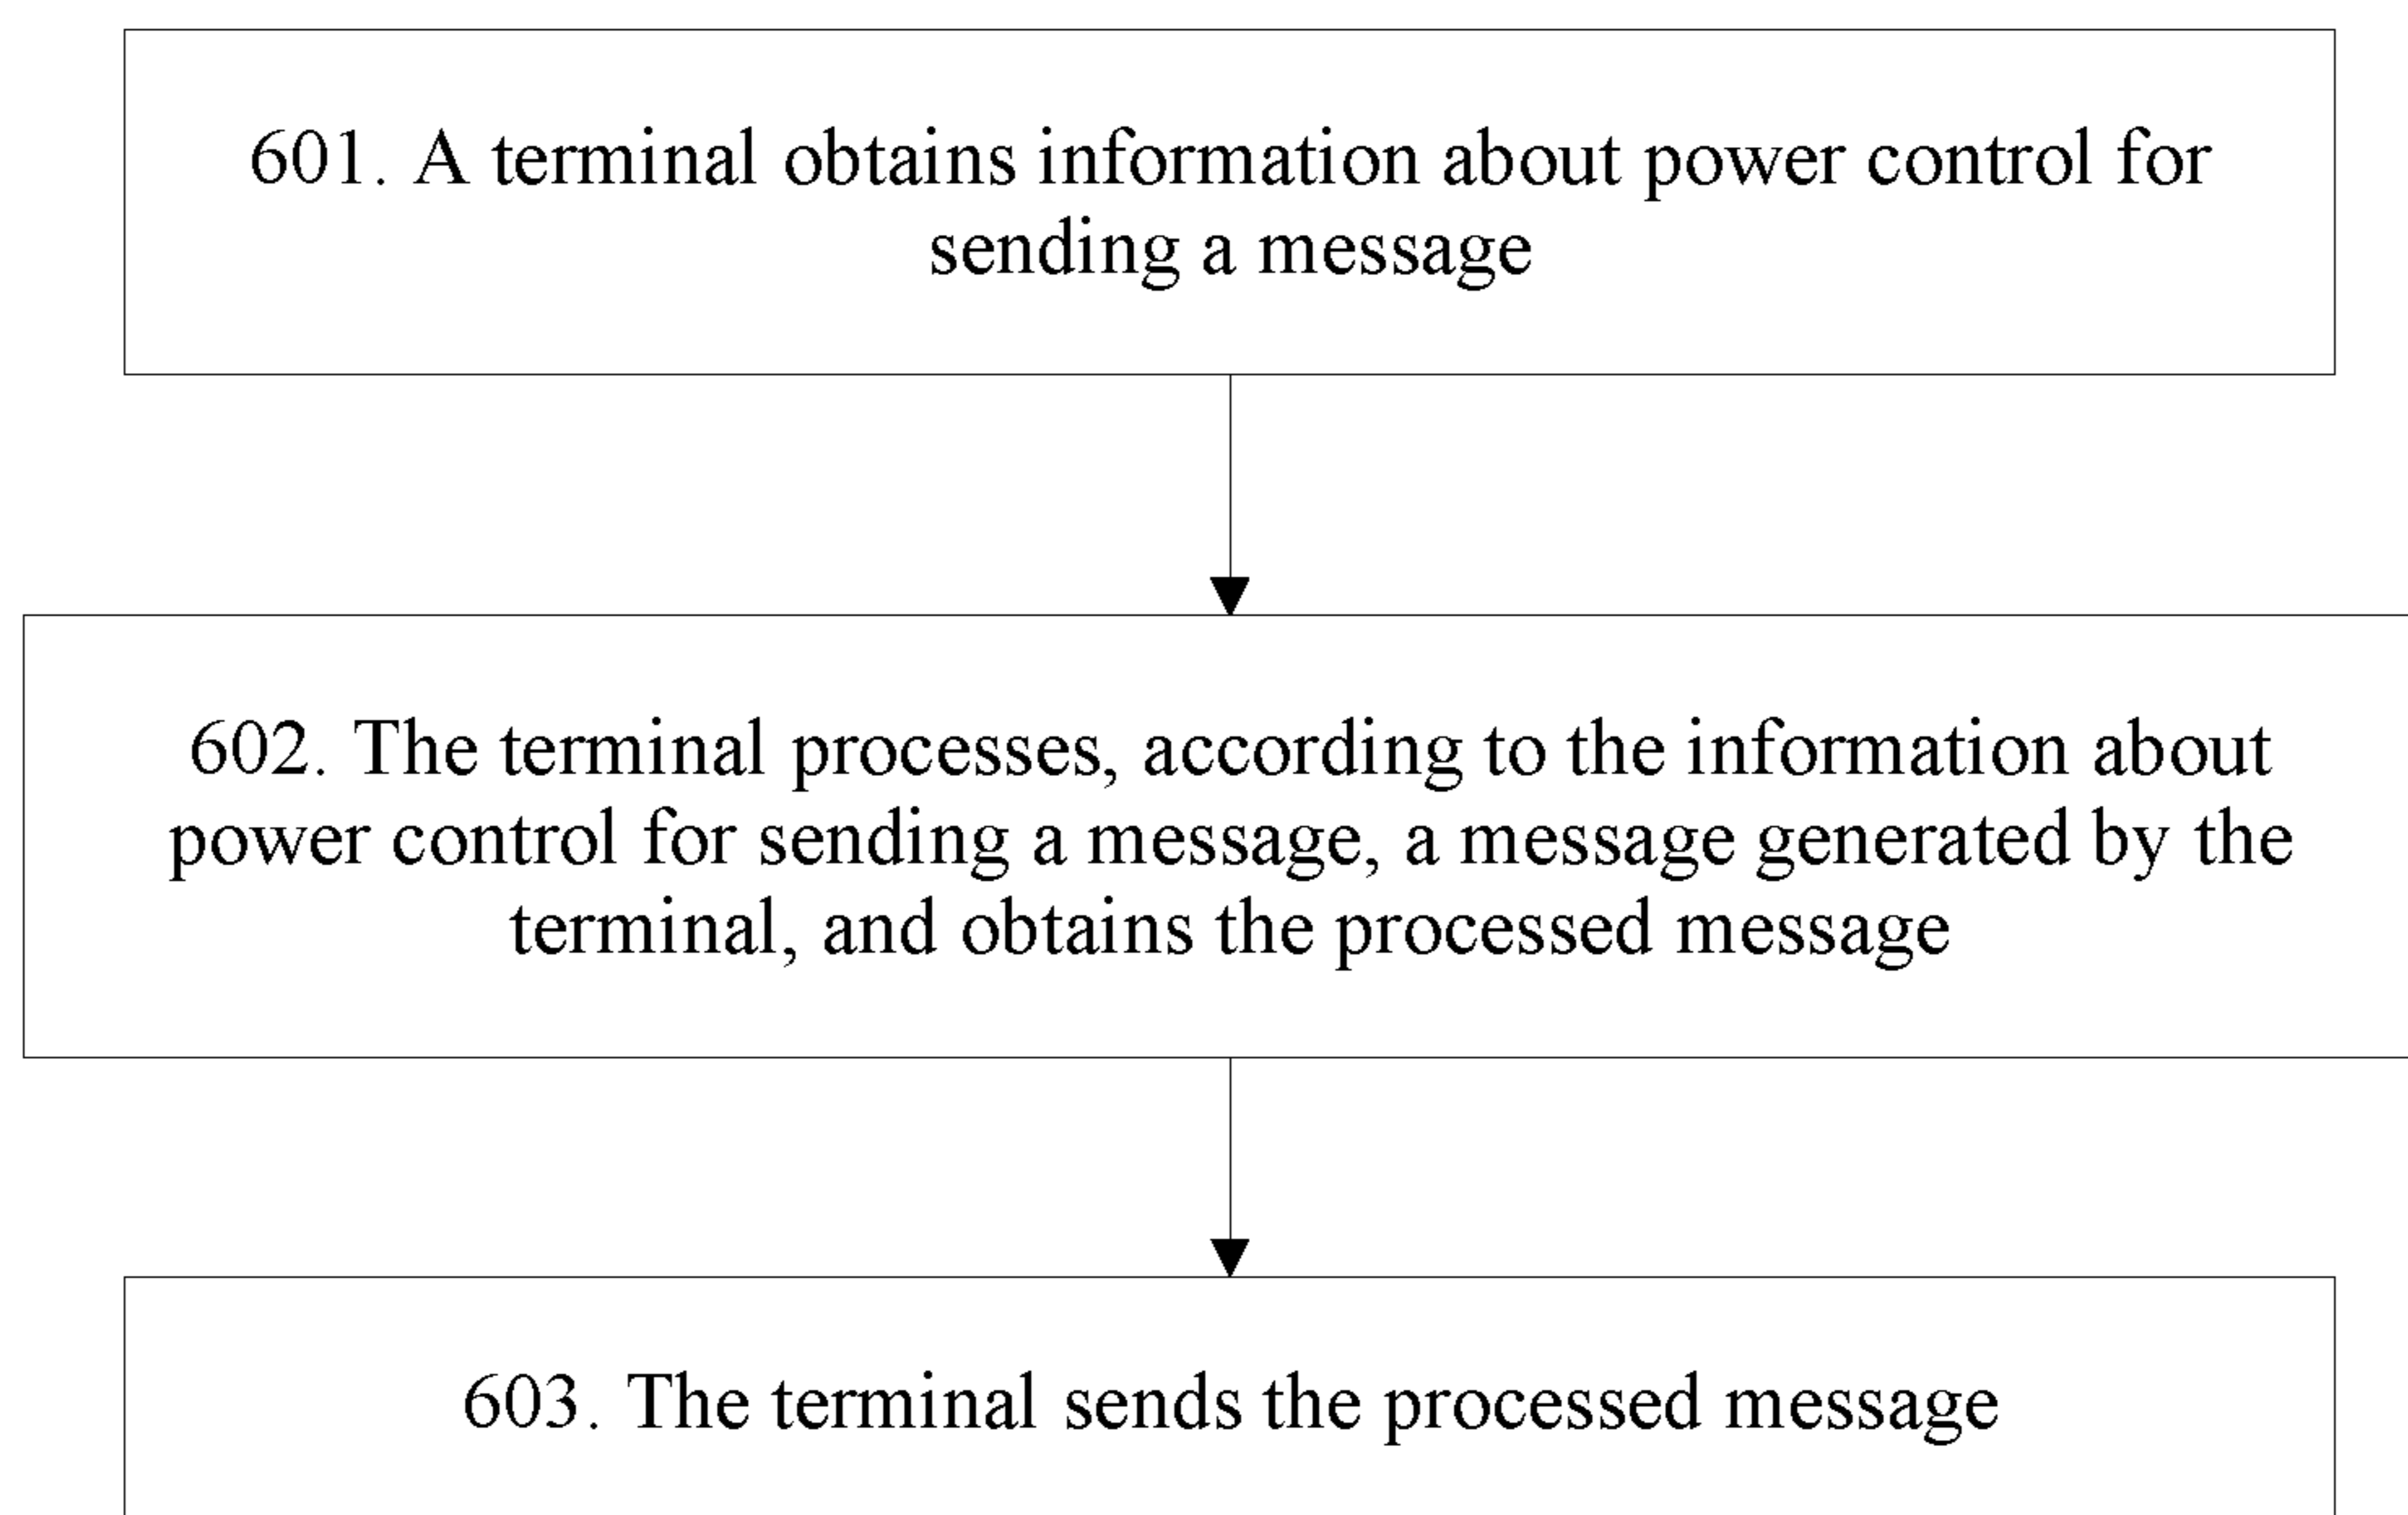 601. A terminal obtains information about power control for
sending a message
602. The terminal processes, according to the information about
power control for sending a message, a message generated by the
terminal, and obtains the processed message
603. The terminal sends the processed message